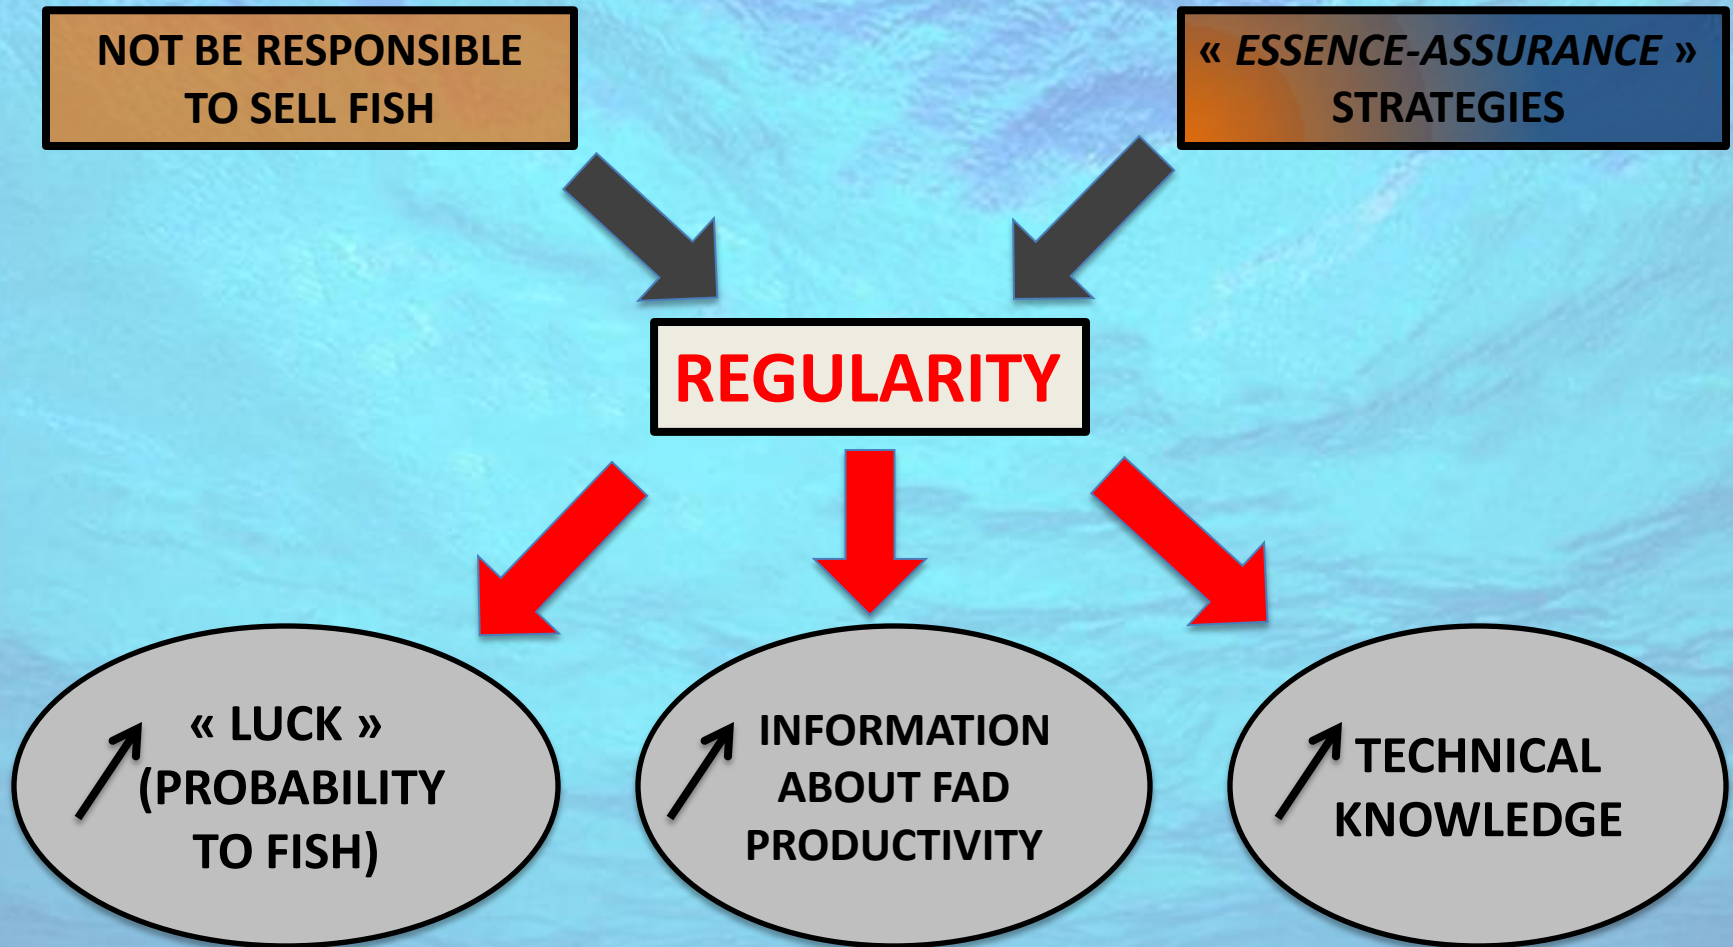 NOT BE RESPONSIBLE
TO SELL FISH
« ESSENCE-ASSURANCE »
STRATEGIES
REGULARITY
« LUCK »
(PROBABILITY
TO FISH)
INFORMATION
ABOUT FAD
PRODUCTIVITY
TECHNICAL
KNOWLEDGE